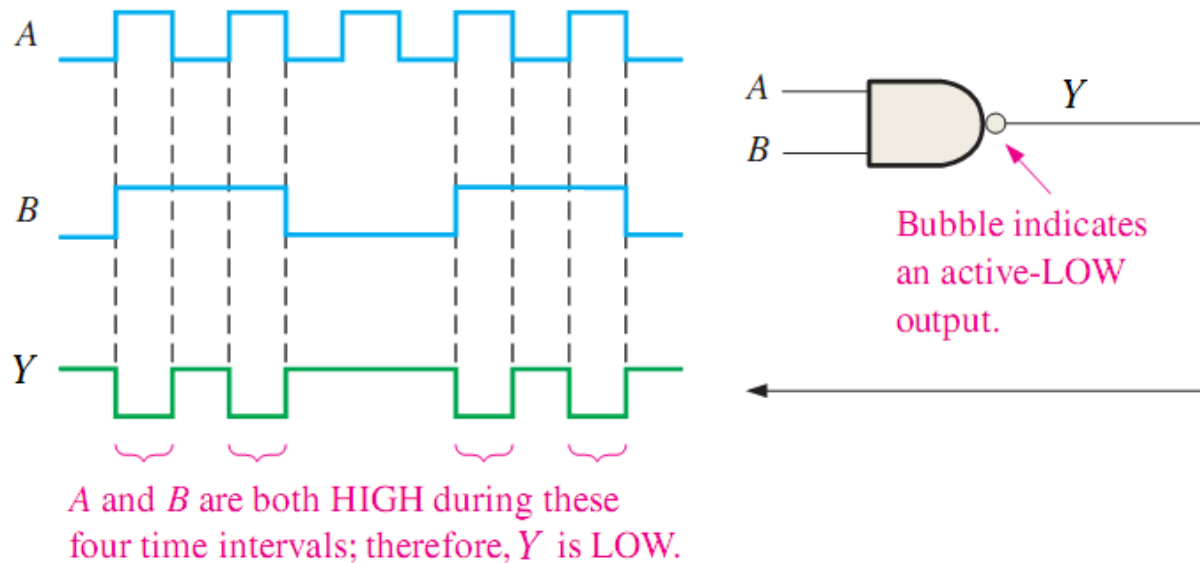 A
B
Y
A and B are both HIGH during these
four time intervals; therefore, Y is LOW.
A
B
Y
Bubble indicates
an active-LOW
output.